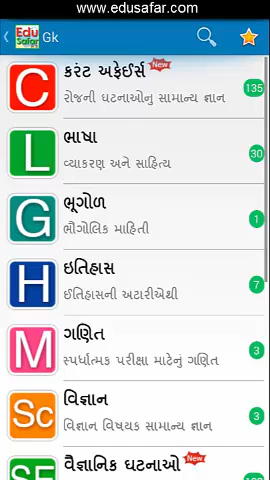 www.edusafar.com
Edu Safar Gk
કરંટ અફેઈર્સ New
C રોજની ઘટનાઓનુ સામાન્ય જ્ઞાન 135
ભાષા
L વ્યાકરણ અને સાહિત્ય 30
ભૂગોળ
G ભૌગોલિક માહિતી 1
ઇતિહાસ
H ઈતિહાસની અટારીએથી 7
ગણિત
M સ્પર્ધાત્મક પરીક્ષા માટેનું ગણિત 3
વિજ્ઞાન
Sc વિજ્ઞાન વિષયક સામાન્ય જ્ઞાન 3
વૈજ્ઞાનિક ઘટનાઓ New